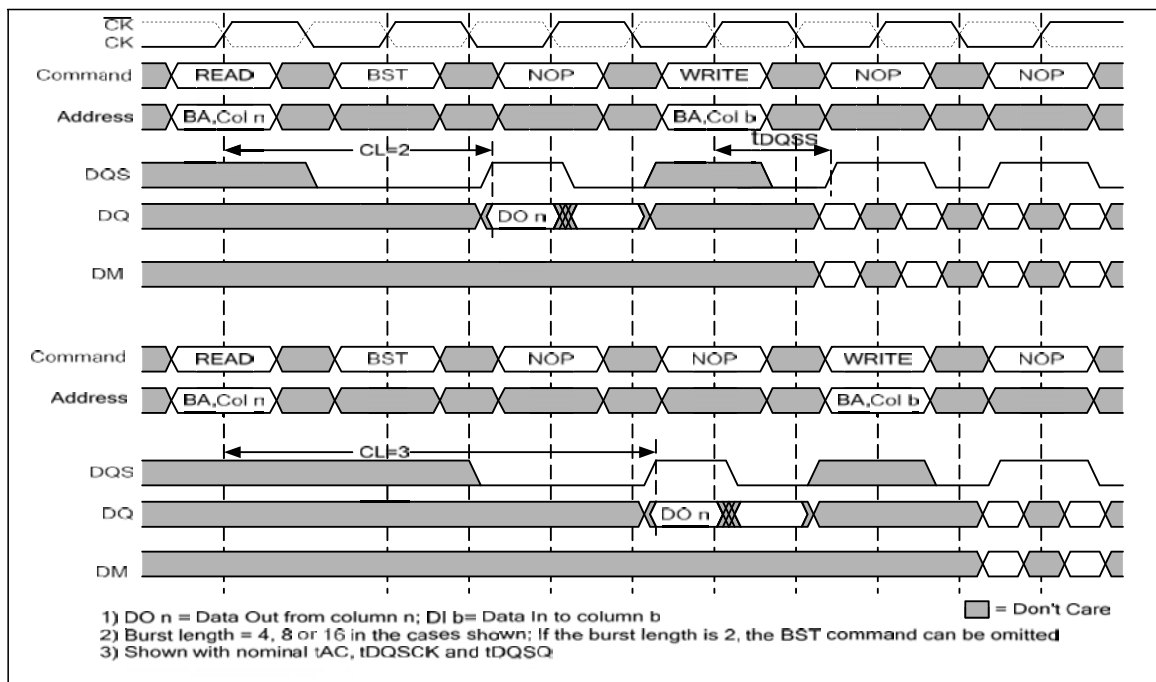 CK
CK
Command READ BST NOP WRITE NOP NOP
Address BA,Col n BA,Col b
CL=2 tDQSS
DQS
DQ DO n
DM
Command READ BST NOP NOP WRITE NOP
Address BA,Col n BA,Col b
CL=3
DQS
DQ DO n
DM
1) DO n = Data Out from column n; DI b= Data In to column b
= Don't Care
2) Burst length = 4, 8 or 16 in the cases shown; If the burst length is 2, the BST command can be omitted
3) Shown with nominal tAC, tDQSCK and tDQSQ